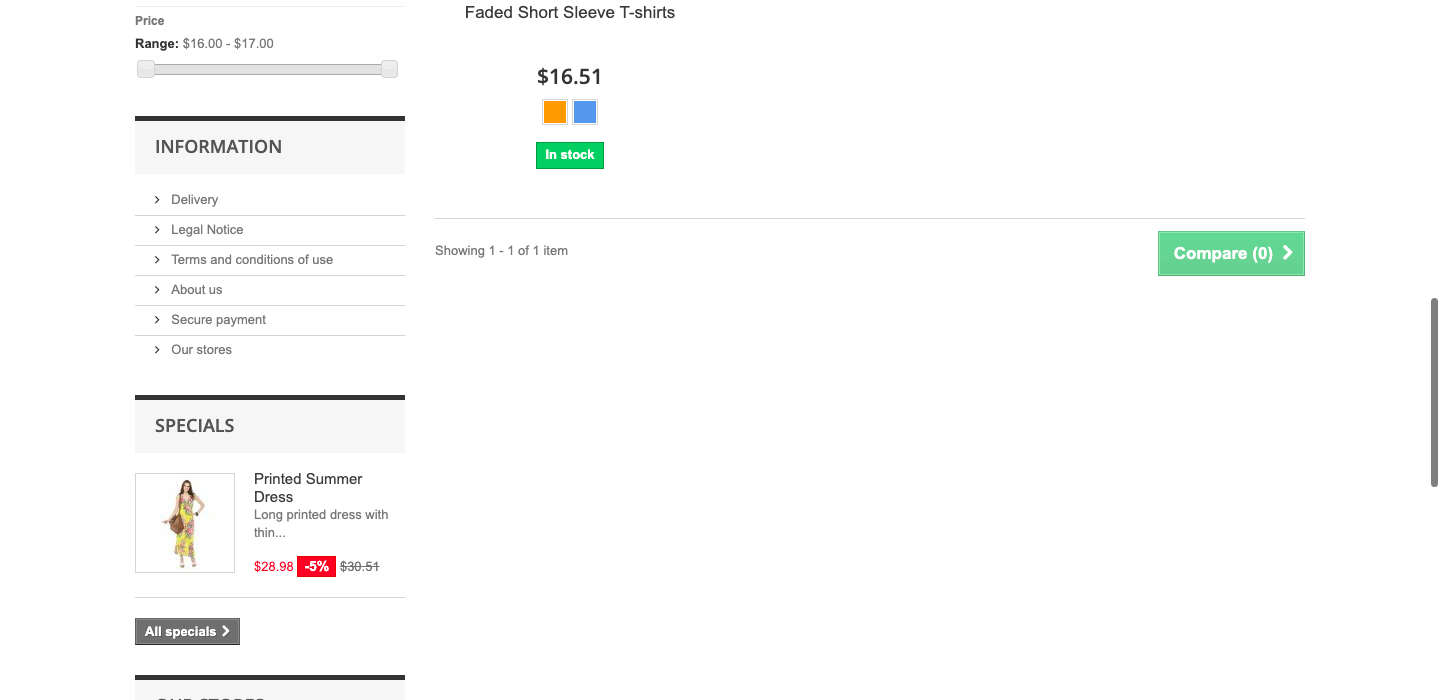 Price
Range: $16.00 - $17.00
INFORMATION
Delivery
Legal Notice
Terms and conditions of use
About us
Secure payment
Our stores
SPECIALS
Printed Summer
Dress
Long printed dress with
thin...
$28.98 -5% $30.51
All specials
OUR STORES
Faded Short Sleeve T-shirts
$16.51
In stock
Showing 1 - 1 of 1 item
Compare (0)